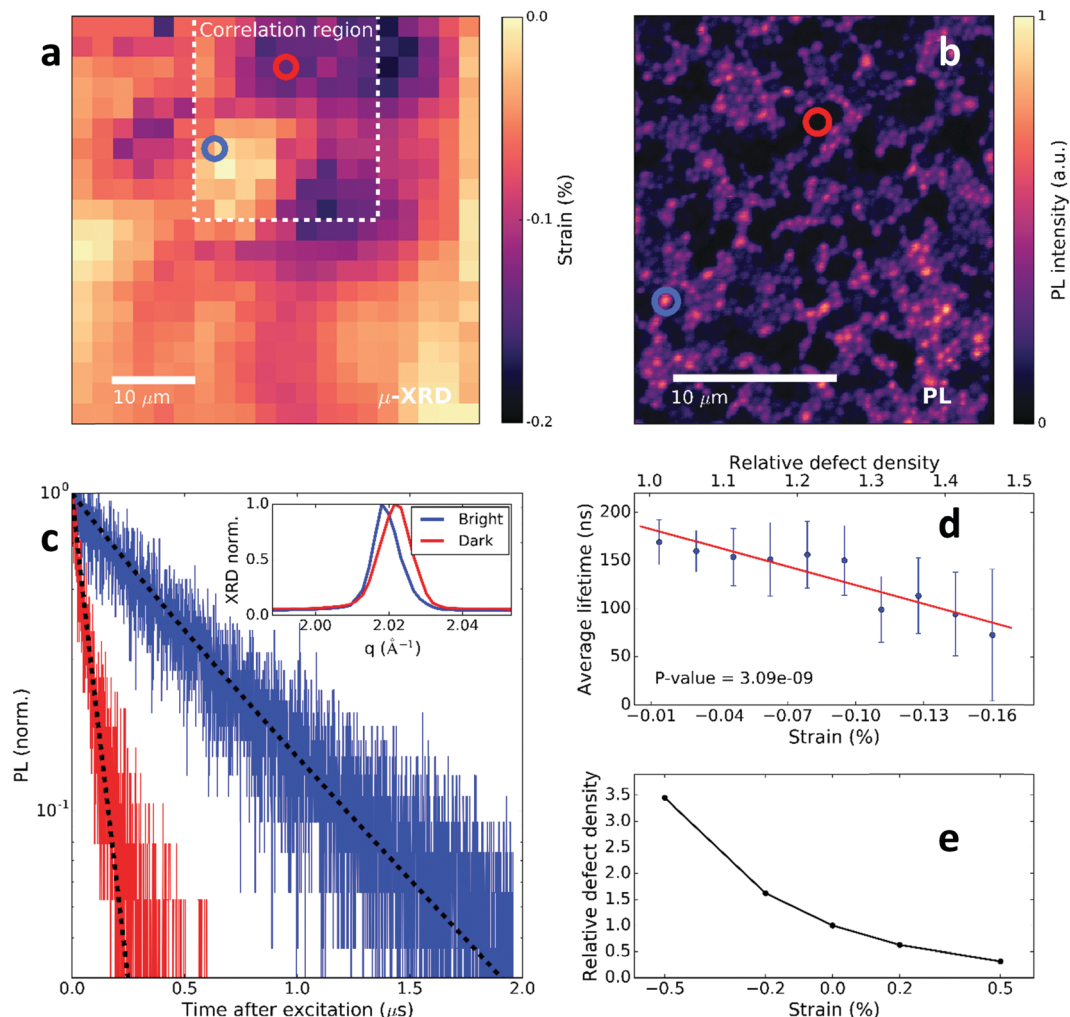 a
Correlation region
10 μm
μ-XRD
0.0
-0.1
-0.2
Strain (%)
b
10 μm
PL
1
0
PL intensity (a.u.)
c
10⁰
10⁻¹
PL (norm.)
0.0 0.5 1.0 1.5 2.0
Time after excitation (μs)
1.0
0.5
0.0
XRD norm.
Bright
Dark
2.00 2.02 2.04
q (Å⁻¹)
Relative defect density
1.0 1.1 1.2 1.3 1.4 1.5
d
200
150
100
50
0
Average lifetime (ns)
P-value = 3.09e-09
−0.01 −0.04 −0.07 −0.10 −0.13 −0.16
Strain (%)
e
3.5
3.0
2.5
2.0
1.5
1.0
0.5
0.0
Relative defect density
−0.5 −0.2 0.0 0.2 0.5
Strain (%)